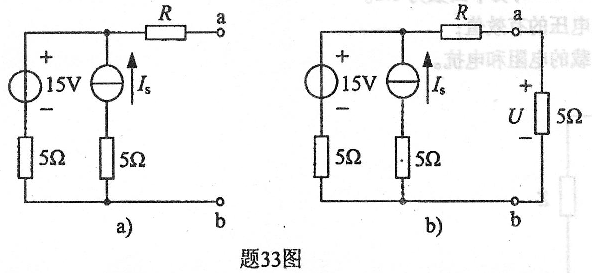 R a R a
+ 15V − Iₛ + 15V − Iₛ + U − 5Ω
5Ω 5Ω 5Ω 5Ω
b b
a) b)
题33图